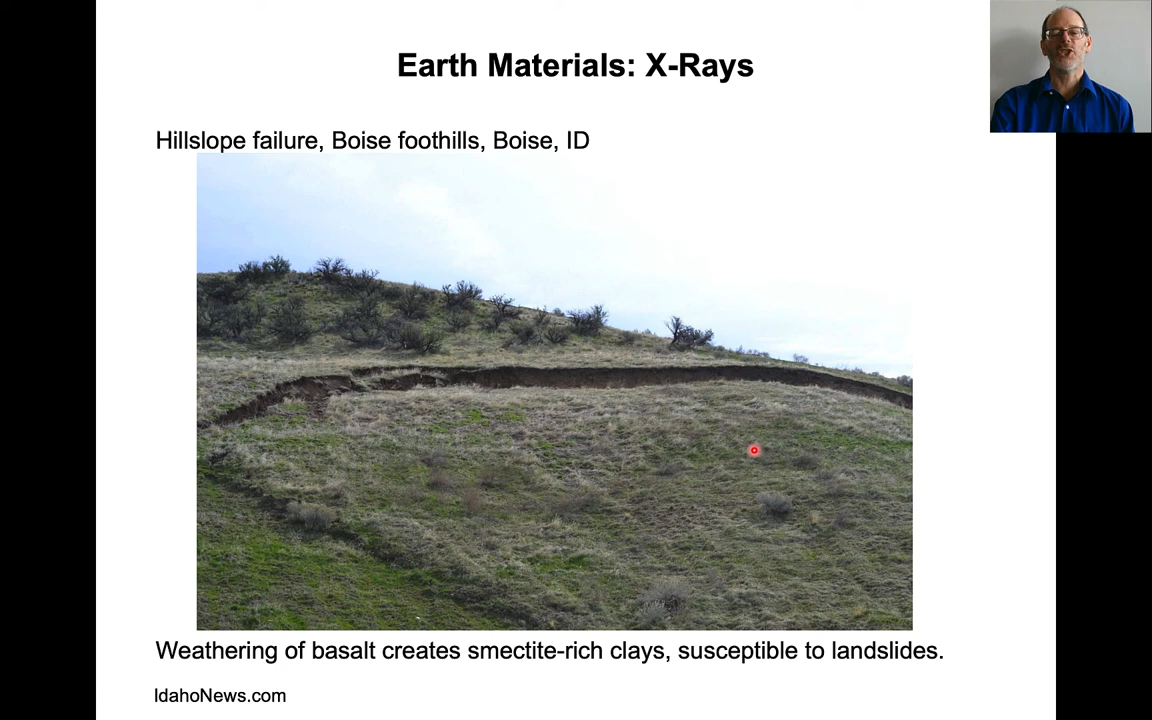 Earth Materials: X-Rays
Hillslope failure, Boise foothills, Boise, ID
Weathering of basalt creates smectite-rich clays, susceptible to landslides.
IdahoNews.com